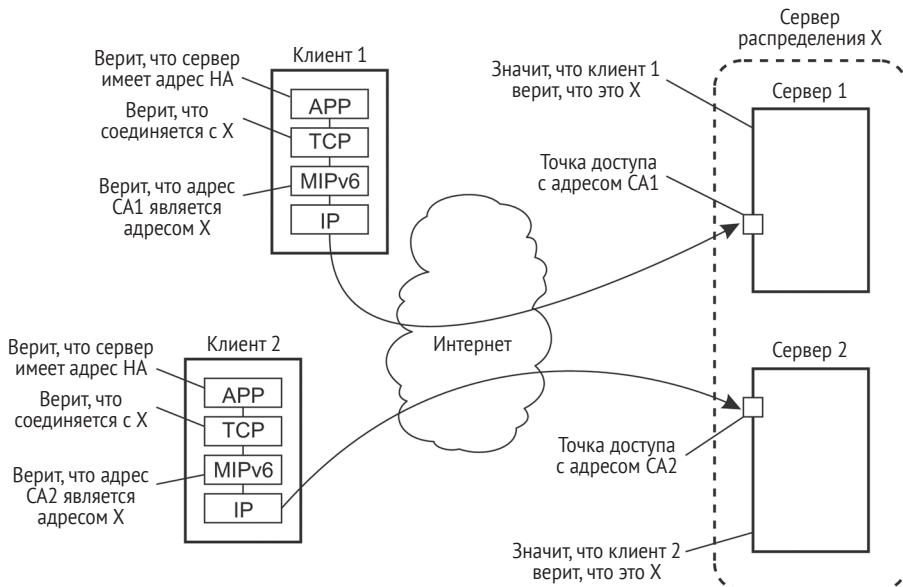 Сервер
распределения X
Верит, что сервер
имеет адрес HA
Клиент 1
Верит, что
соединяется с X
Верит, что адрес
CA1 является
адресом X
APP
TCP
MIPv6
IP
Значит, что клиент 1
верит, что это X
Сервер 1
Точка доступа
с адресом CA1
Интернет
Верит, что сервер
имеет адрес HA
Клиент 2
Верит, что
соединяется с X
Верит, что адрес
CA2 является
адресом X
APP
TCP
MIPv6
IP
Сервер 2
Точка доступа
с адресом CA2
Значит, что клиент 2
верит, что это X